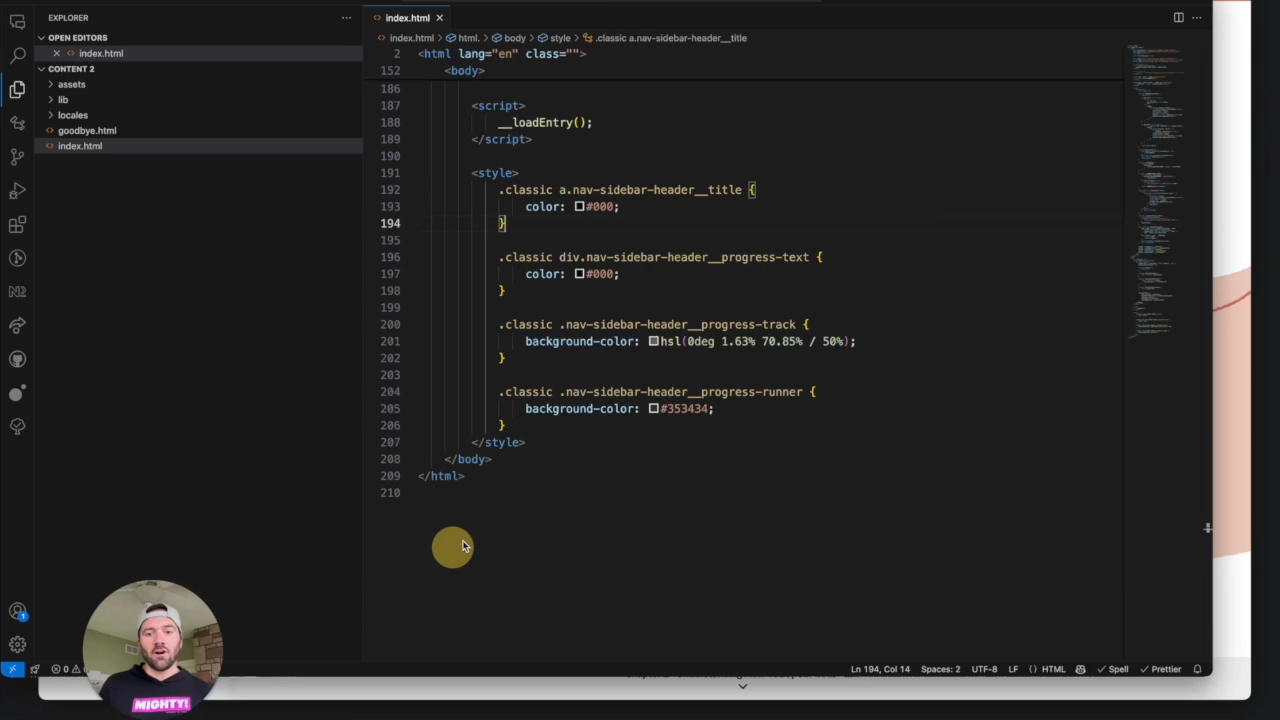 EXPLORER
OPEN EDITORS
index.html
CONTENT 2
assets
lib
locales
goodbye.html
index.html
index.html
index.html
html.
body
style
.classic a.nav-sidebar-header__title
2 <html lang="en" class="">
152 <body>
186
187 <script>
188 __loadEntry();
189 </script>
190
191 <style>
192 .classic a.nav-sidebar-header__title {
193 color: #000;
194 }
195
196 .classic div.nav-sidebar-header__progress-text {
197 color: #000;
198 }
199
200 .classic .nav-sidebar-header__progress-track {
201 background-color: hsl(0deg 1.63% 70.85% / 50%);
202 }
203
204 .classic .nav-sidebar-header__progress-runner {
205 background-color: #353434;
206 }
207 </style>
208 </body>
209 </html>
210
N2
1
MIGHTY!
0
Ln 194, Col 14
Spaces: 2
UTF-8
LF
{ } HTML
Spell
Prettier